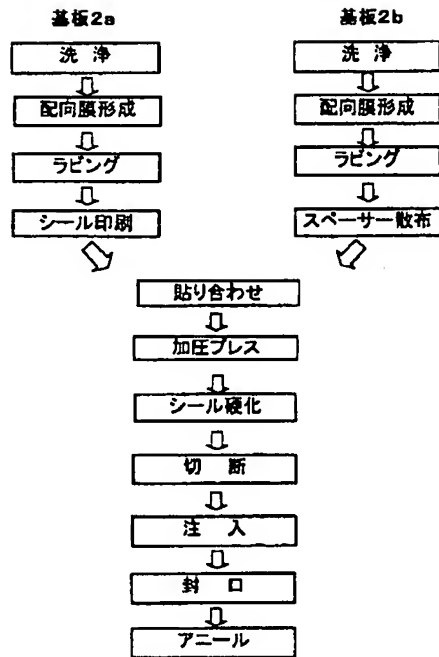 基板2a
洗 浄
配向膜形成
ラビング
シール印刷
基板2b
洗 浄
配向膜形成
ラビング
スペーサー散布
貼り合わせ
加圧プレス
シール硬化
切 断
注 入
封 口
アニール